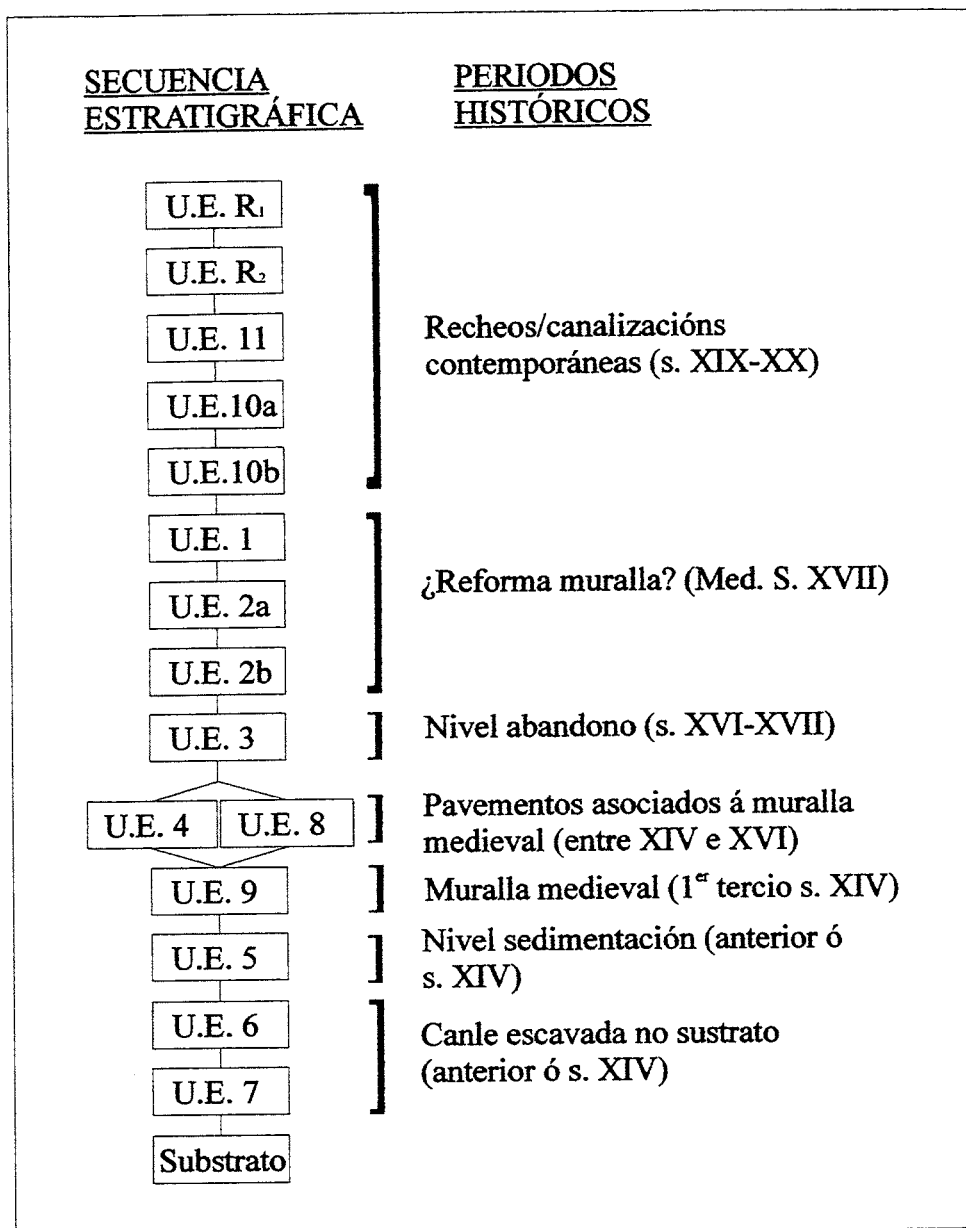 SECUENCIA
ESTRATIGRÁFICA
PERIODOS
HISTÓRICOS
U.E. R₁
U.E. R₂
U.E. 11
U.E.10a
U.E.10b
Recheos/canalizacións
contemporáneas (s. XIX-XX)
U.E. 1
U.E. 2a
U.E. 2b
¿Reforma muralla? (Med. S. XVII)
U.E. 3
Nivel abandono (s. XVI-XVII)
U.E. 4
U.E. 8
Pavementos asociados á muralla
medieval (entre XIV e XVI)
U.E. 9
Muralla medieval (1er tercio s. XIV)
U.E. 5
Nivel sedimentación (anterior ó
s. XIV)
U.E. 6
U.E. 7
Canle escavada no sustrato
(anterior ó s. XIV)
Substrato